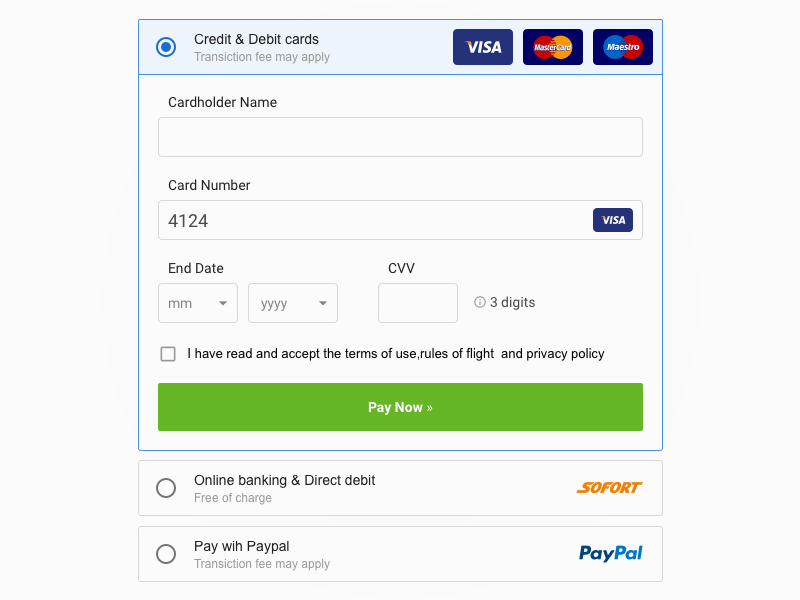 Credit & Debit cards
Transiction fee may apply
VISA
MasterCard
Maestro
Cardholder Name
Card Number
4124
VISA
End Date
CVV
mm
yyyy
3 digits
I have read and accept the terms of use,rules of flight  and privacy policy
Pay Now »
Online banking & Direct debit
Free of charge
SOFORT
Pay wih Paypal
Transiction fee may apply
PayPal